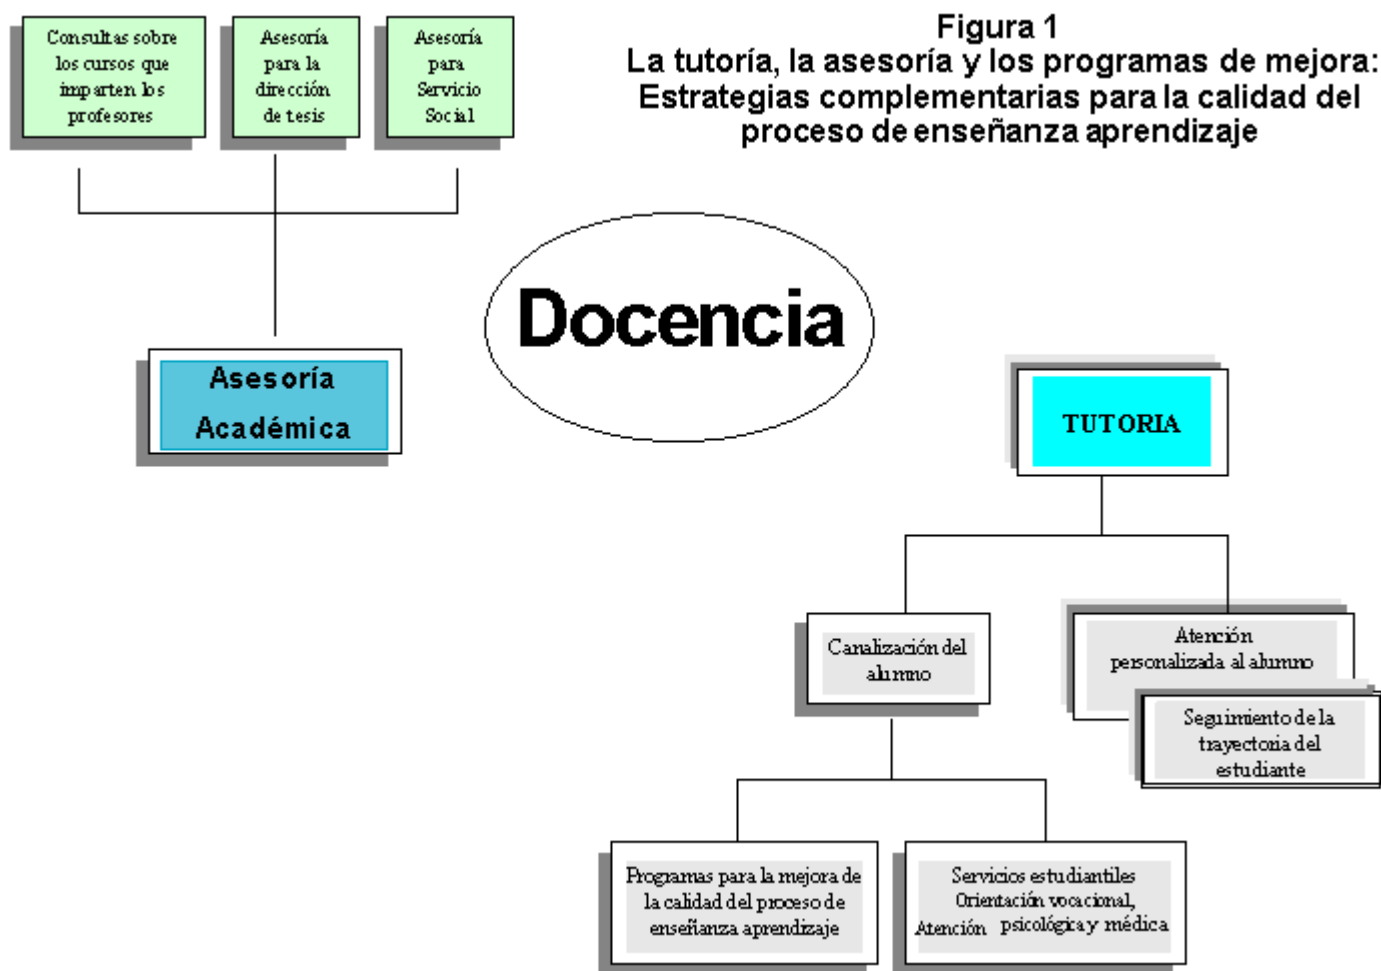 Figura 1
La tutoría, la asesoría y los programas de mejora:
Estrategias complementarias para la calidad del
proceso de enseñanza aprendizaje
Consultas sobre
los cursos que
imparten los
profesores
Asesoría
para la
dirección
de tesis
Asesoría
para
Servicio
Social
Docencia
Asesoría
Académica
TUTORIA
Canalización del
alumno
Atención
personalizada al alumno
Seguimiento de la
trayectoria del
estudiante
Programas para la mejora de
la calidad del proceso de
enseñanza aprendizaje
Servicios estudiantiles
Orientación vocacional,
Atención psicológica y médica